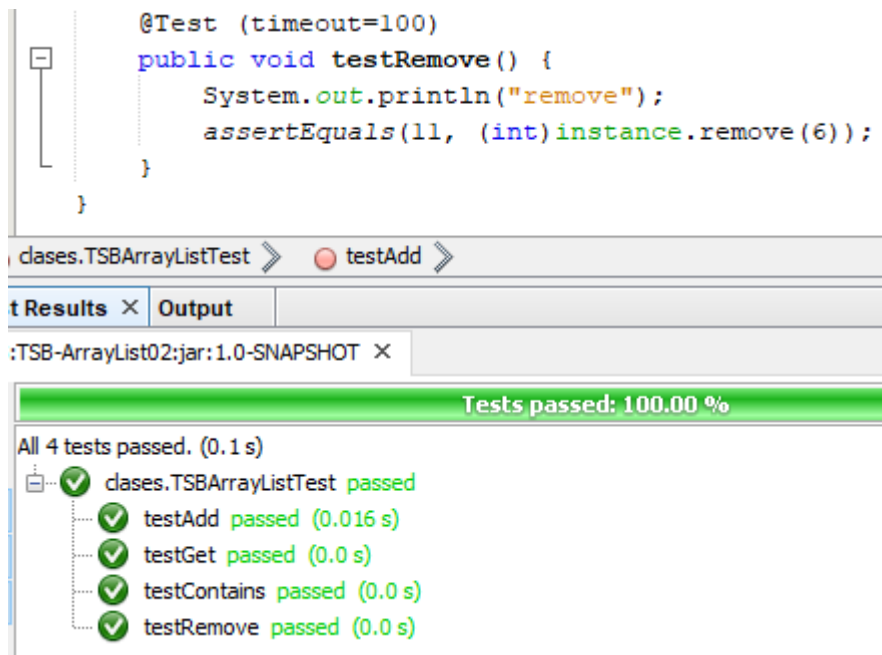 @Test (timeout=100)
public void testRemove() {
System.out.println("remove");
assertEquals(11, (int)instance.remove(6));
}
}
clases.TSBArrayListTest testAdd
t Results Output
:TSB-ArrayList02:jar:1.0-SNAPSHOT
Tests passed: 100.00 %
All 4 tests passed. (0.1 s)
clases.TSBArrayListTest passed
testAdd passed (0.016 s)
testGet passed (0.0 s)
testContains passed (0.0 s)
testRemove passed (0.0 s)